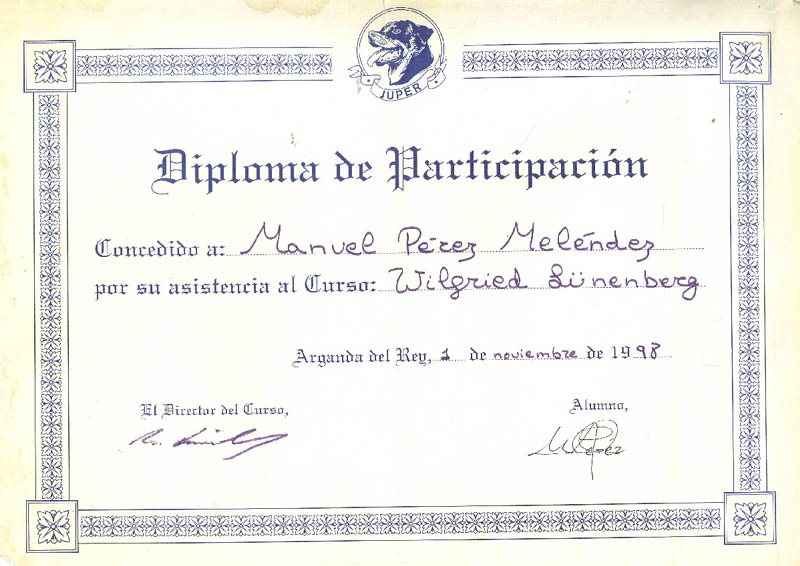 JUPER
Diploma de Participación
Concedido a: Manuel Pérez Meléndez
por su asistencia al Curso: Wilgried Lünenberg
Arganda del Rey, 1 de noviembre de 1998
El Director del Curso,
Alumno,